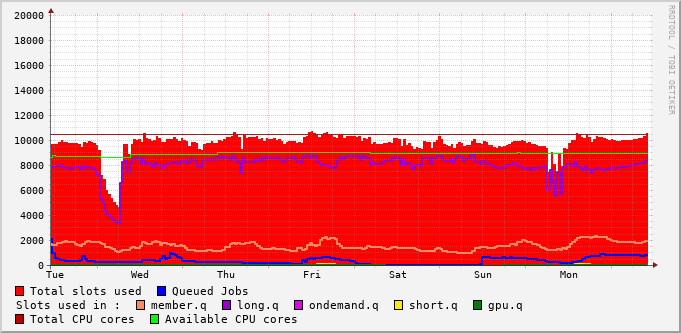 20000
18000
16000
14000
12000
10000
8000
6000
4000
2000
0
Tue Wed Thu Fri Sat Sun Mon
Total slots used Queued Jobs
Slots used in : member.q long.q ondemand.q short.q gpu.q
Total CPU cores Available CPU cores
RRDTOOL / TOBI OETIKER